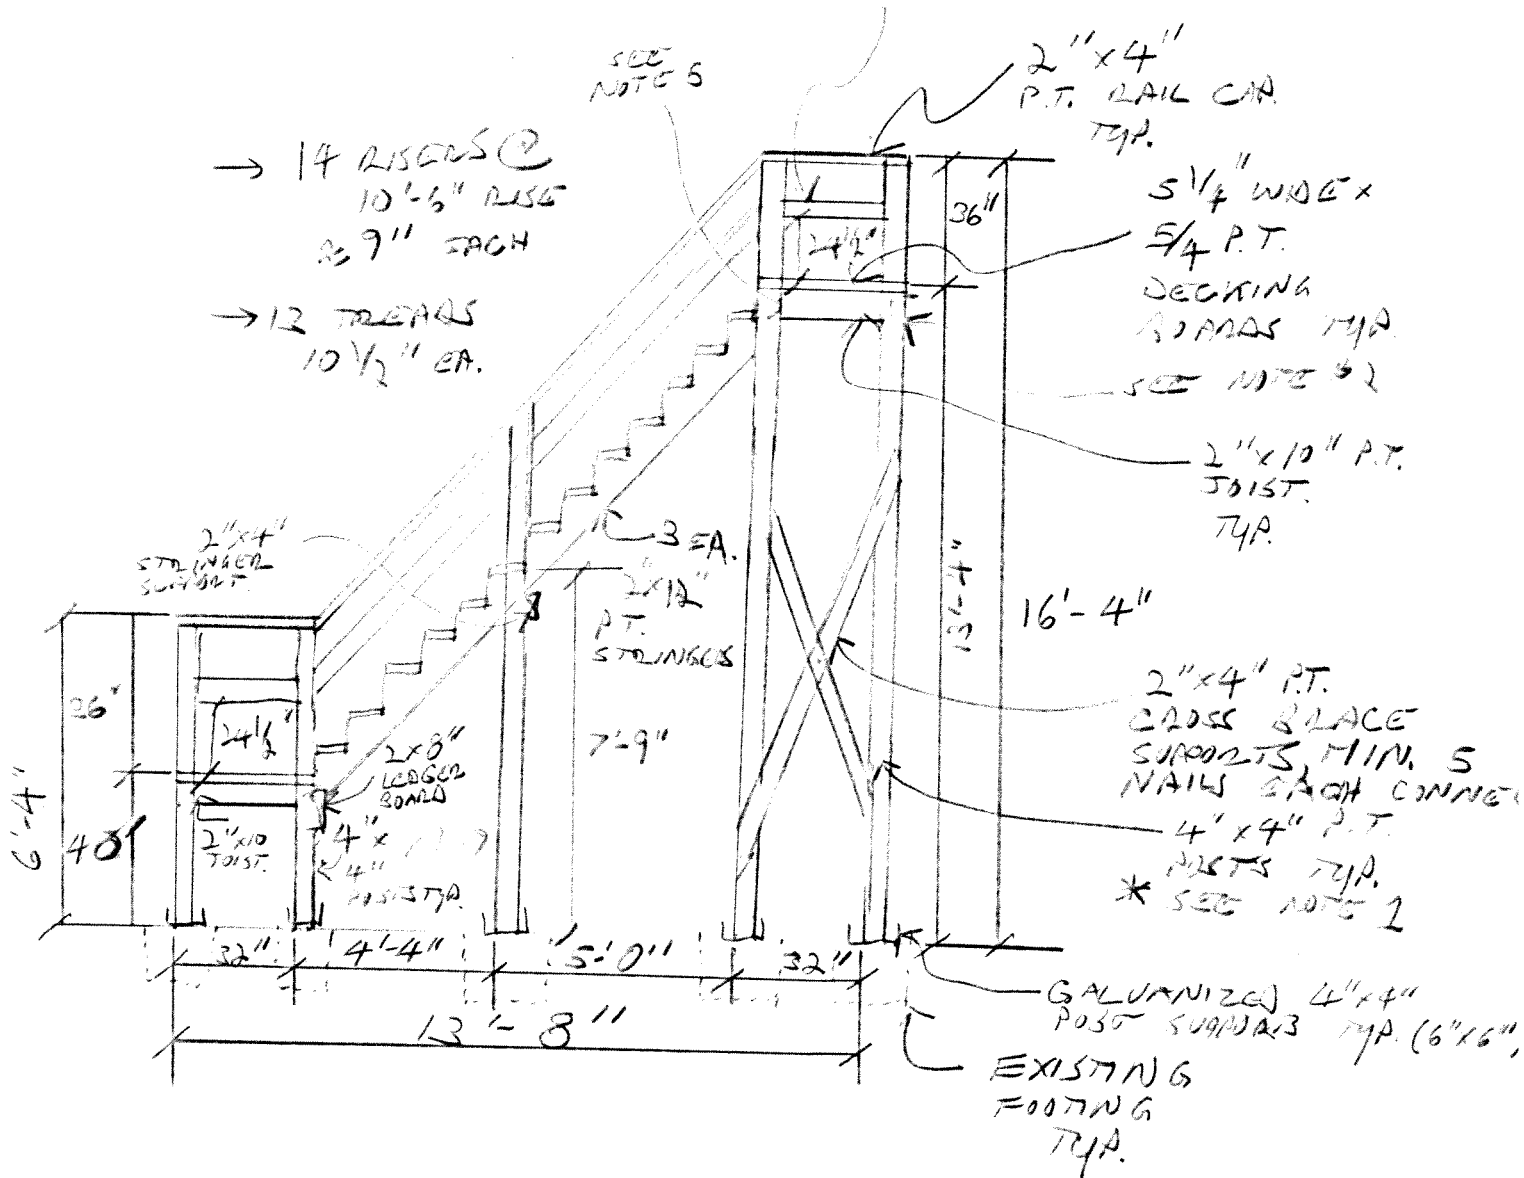 SEE
NOTE 5
→ 14 RISERS @
10'-6" RISE
≈ 9" EACH
→ 12 TREADS
10 1/2" EA.
2"x4"
P.T. RAIL CAP.
TYP.
5 1/4" WIDE x
5/4 P.T.
DECKING
BOARDS TYP.
SEE NOTE #2
2"x10" P.T.
JOIST.
TYP.
36"
24 1/2"
13'-4"
16'-4"
2"x4"
STRINGER
SUPPORT.
3 EA.
2"x12"
P.T.
STRINGERS
7'-9"
36"
24 1/2"
6'-4"
40"
2x8"
LEDGER
BOARD
2"x10
JOIST.
4"x
4"
POSTS TYP.
2"x4" P.T.
CROSS BRACE
SUPPORTS, MIN. 5
NAILS EACH CONNE
4'x4" P.T.
POSTS TYP.
* SEE NOTE 1
32"
4'-4"
5'-0"
32"
13'-8"
GALVANIZED 4"x4"
POST SUPPORTS TYP. (6"x6",
EXISTING
FOOTING
TYP.